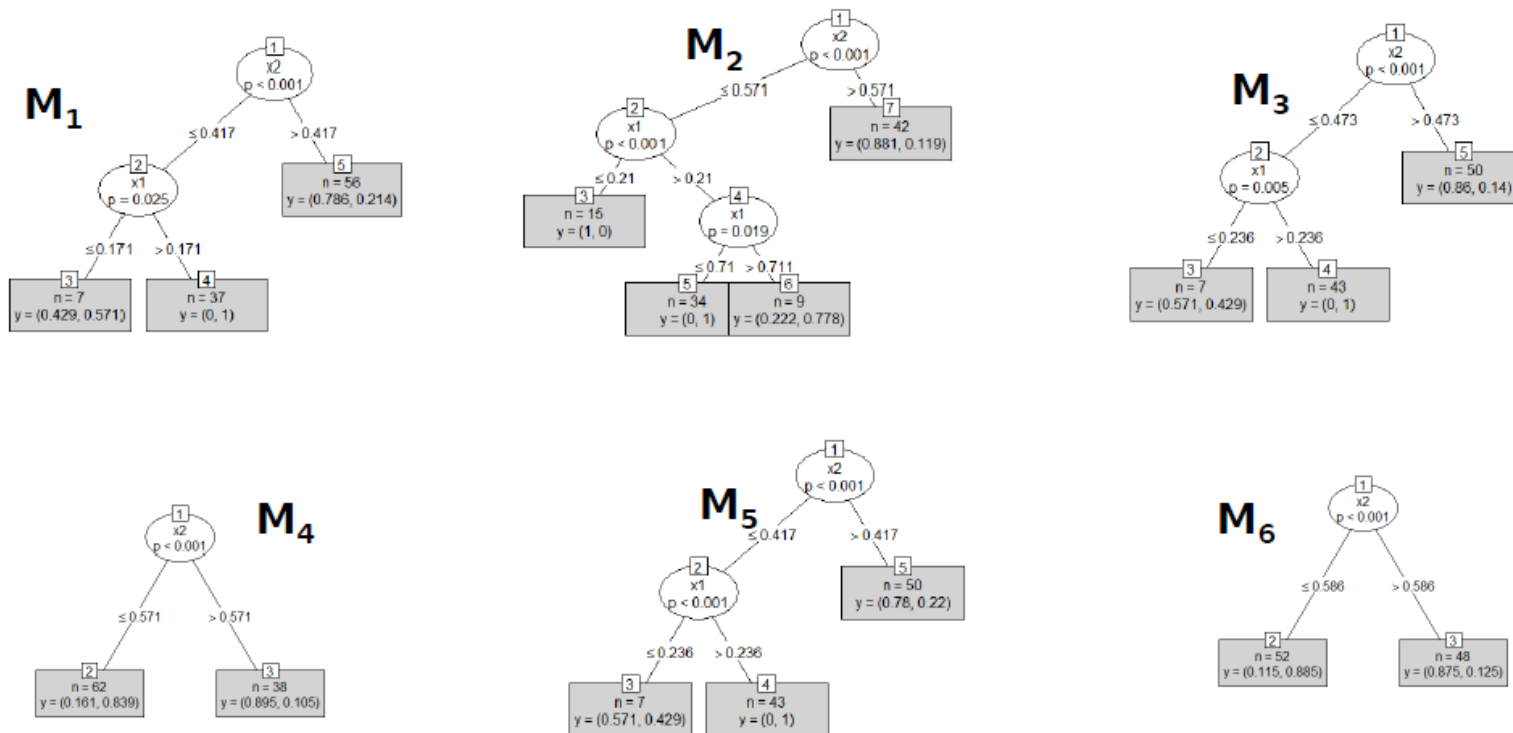 M1
1
x2
p < 0.001
≤ 0.417
> 0.417
2
x1
p = 0.025
5
n = 56
y = (0.786, 0.214)
≤ 0.171
> 0.171
3
n = 7
y = (0.429, 0.571)
4
n = 37
y = (0, 1)
M2
1
x2
p < 0.001
≤ 0.571
> 0.571
2
x1
p < 0.001
7
n = 42
y = (0.881, 0.119)
≤ 0.21
> 0.21
3
n = 15
y = (1, 0)
4
x1
p = 0.019
≤ 0.71
> 0.711
5
n = 34
y = (0, 1)
6
n = 9
y = (0.222, 0.778)
M3
1
x2
p < 0.001
≤ 0.473
> 0.473
2
x1
p = 0.005
5
n = 50
y = (0.86, 0.14)
≤ 0.236
> 0.236
3
n = 7
y = (0.571, 0.429)
4
n = 43
y = (0, 1)
M4
1
x2
p < 0.001
≤ 0.571
> 0.571
2
n = 62
y = (0.161, 0.839)
3
n = 38
y = (0.895, 0.105)
M5
1
x2
p < 0.001
≤ 0.417
> 0.417
2
x1
p < 0.001
5
n = 50
y = (0.78, 0.22)
≤ 0.236
> 0.236
3
n = 7
y = (0.571, 0.429)
4
n = 43
y = (0, 1)
M6
1
x2
p < 0.001
≤ 0.586
> 0.586
2
n = 52
y = (0.115, 0.885)
3
n = 48
y = (0.875, 0.125)